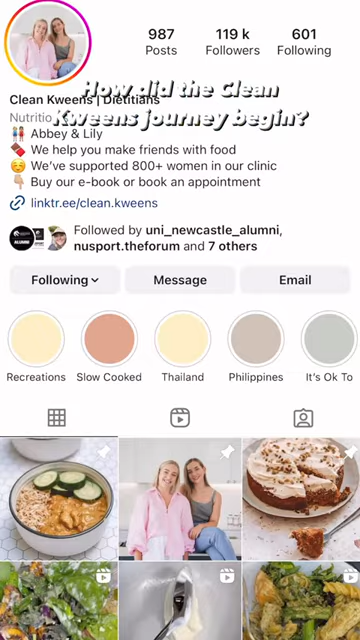 987 119 k 601
Posts Followers Following
How did the Clean
Kweens journey begin?
Clean Kweens | Dietitians
Nutritio
Abbey & Lily
We help you make friends with food
We've supported 800+ women in our clinic
Buy our e-book or book an appointment
linktr.ee/clean.kweens
Followed by uni_newcastle_alumni,
nusport.theforum and 7 others
Following Message Email
Recreations Slow Cooked Thailand Philippines It's Ok To